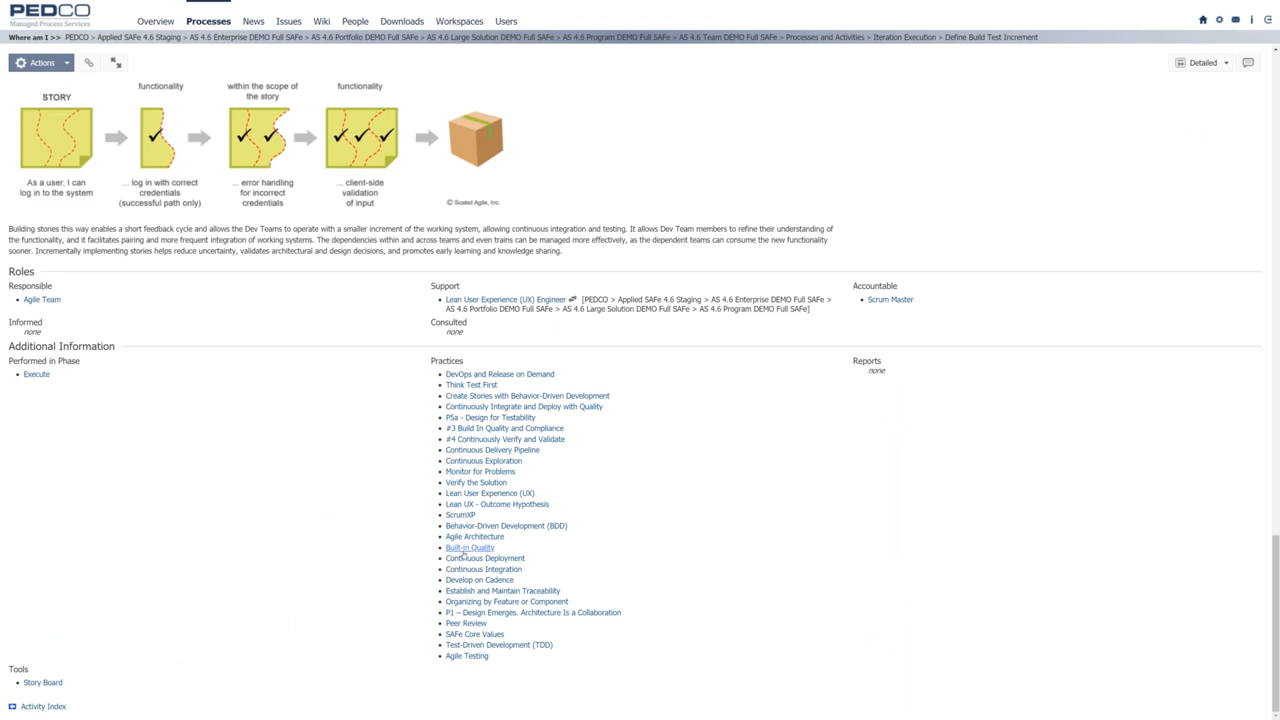 PEDCO
Managed Process Services
Overview Processes News Issues Wiki People Downloads Workspaces Users
Where am I >> PEDCO > Applied SAFe 4.6 Staging > AS 4.6 Enterprise DEMO Full SAFe > AS 4.6 Portfolio DEMO Full SAFe > AS 4.6 Large Solution DEMO Full SAFe > AS 4.6 Program DEMO Full SAFe > AS 4.6 Team DEMO Full SAFe > Processes and Activities > Iteration Execution > Define Build Test Increment
Actions Detailed
STORY
functionality
within the scope of
the story
functionality
As a user, I can
log in to the system
... log in with correct
credentials
(successful path only)
... error handling
for incorrect
credentials
... client-side
validation
of input
© Scaled Agile, Inc.
Building stories this way enables a short feedback cycle and allows the Dev Teams to operate with a smaller increment of the working system, allowing continuous integration and testing. It allows Dev Team members to refine their understanding of
the functionality, and it facilitates pairing and more frequent integration of working systems. The dependencies within and across teams and even trains can be managed more effectively, as the dependent teams can consume the new functionality
sooner. Incrementally implementing stories helps reduce uncertainty, validates architectural and design decisions, and promotes early learning and knowledge sharing.
Roles
Responsible
• Agile Team
Support
• Lean User Experience (UX) Engineer [PEDCO > Applied SAFe 4.6 Staging > AS 4.6 Enterprise DEMO Full SAFe >
AS 4.6 Portfolio DEMO Full SAFe > AS 4.6 Large Solution DEMO Full SAFe > AS 4.6 Program DEMO Full SAFe]
Accountable
• Scrum Master
Informed
none
Consulted
none
Additional Information
Performed in Phase
• Execute
Practices
• DevOps and Release on Demand
• Think Test First
• Create Stories with Behavior-Driven Development
• Continuously Integrate and Deploy with Quality
• P5a - Design for Testability
• #3 Build In Quality and Compliance
• #4 Continuously Verify and Validate
• Continuous Delivery Pipeline
• Continuous Exploration
• Monitor for Problems
• Verify the Solution
• Lean User Experience (UX)
• Lean UX - Outcome Hypothesis
• ScrumXP
• Behavior-Driven Development (BDD)
• Agile Architecture
• Built-in Quality
• Continuous Deployment
• Continuous Integration
• Develop on Cadence
• Establish and Maintain Traceability
• Organizing by Feature or Component
• P1 – Design Emerges. Architecture Is a Collaboration
• Peer Review
• SAFe Core Values
• Test-Driven Development (TDD)
• Agile Testing
Reports
none
Tools
• Story Board
Activity Index